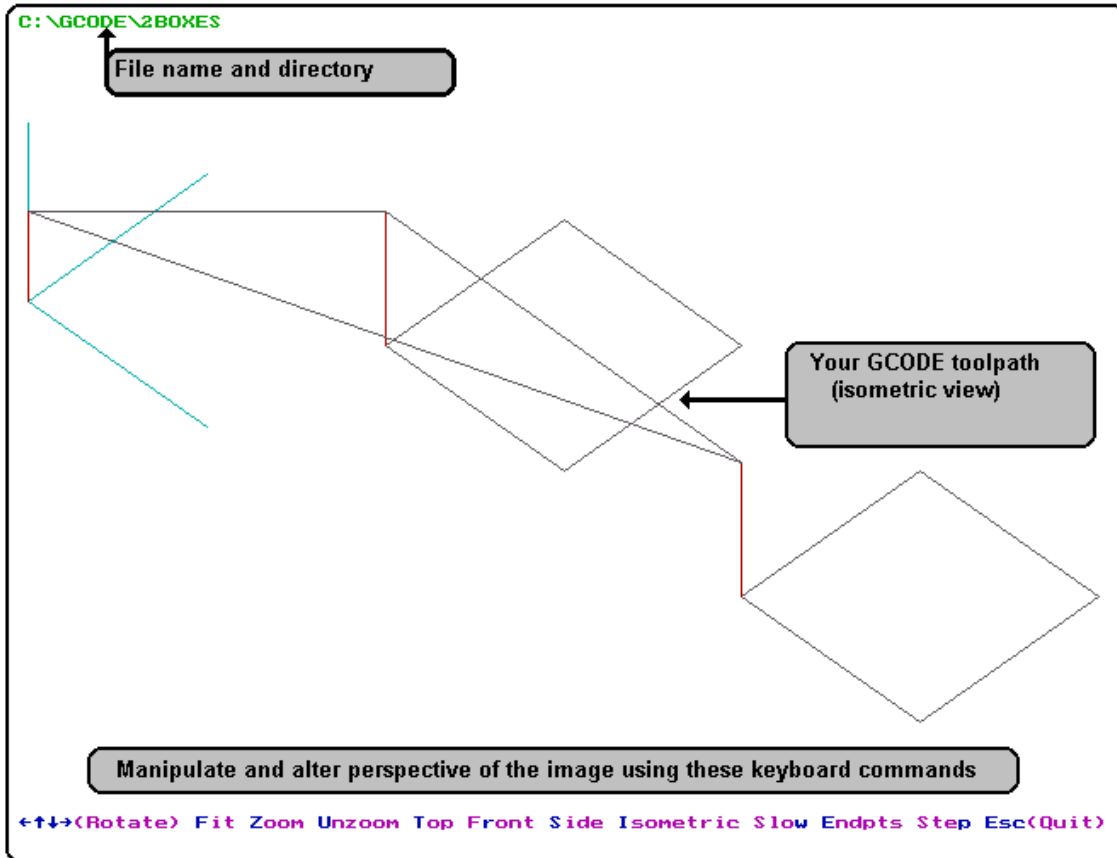 C:\GCODE\2BOXES
File name and directory
Your GCODE toolpath
(isometric view)
Manipulate and alter perspective of the image using these keyboard commands
←↑↓→(Rotate) Fit Zoom Unzoom Top Front Side Isometric Slow Endpts Step Esc(Quit)